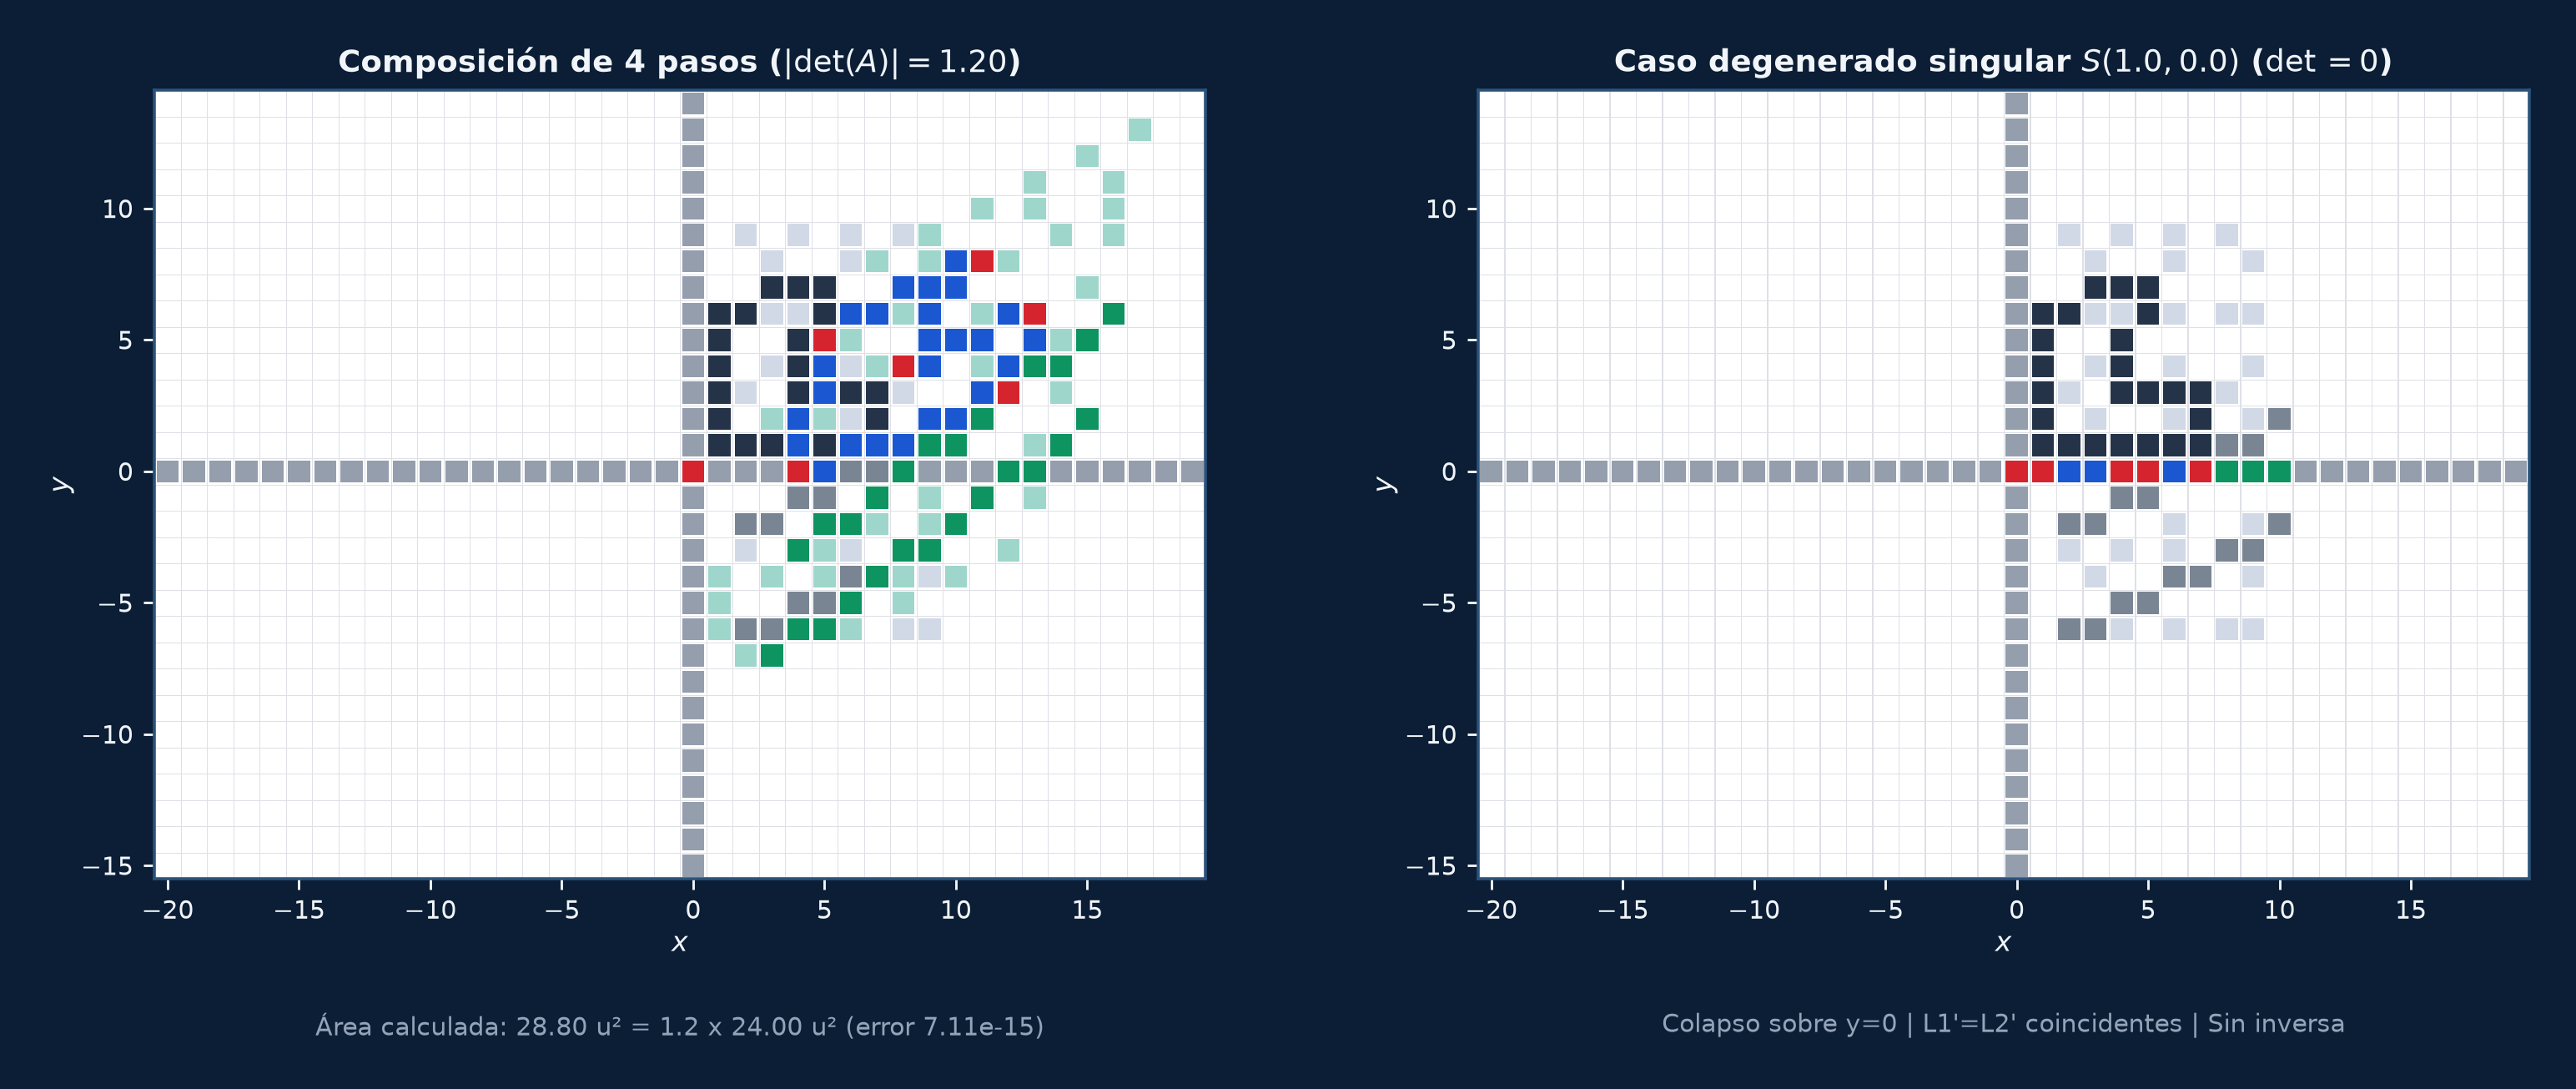 Composición de 4 pasos (|det(A)| = 1.20)
10
5
0
−5
−10
−15
y
−20 −15 −10 −5 0 5 10 15
x
Área calculada: 28.80 u² = 1.2 x 24.00 u² (error 7.11e-15)
Caso degenerado singular S(1.0, 0.0) (det = 0)
10
5
0
−5
−10
−15
y
−20 −15 −10 −5 0 5 10 15
x
Colapso sobre y=0 | L1'=L2' coincidentes | Sin inversa